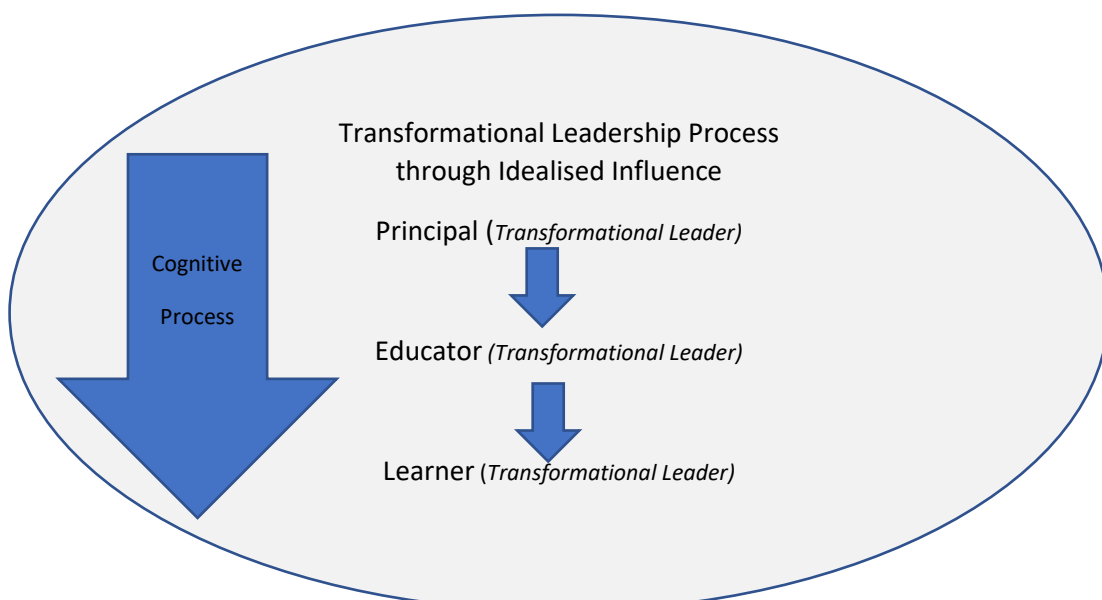 Transformational Leadership Process
through Idealised Influence
Principal (Transformational Leader)
Cognitive
Process
Educator (Transformational Leader)
Learner (Transformational Leader)